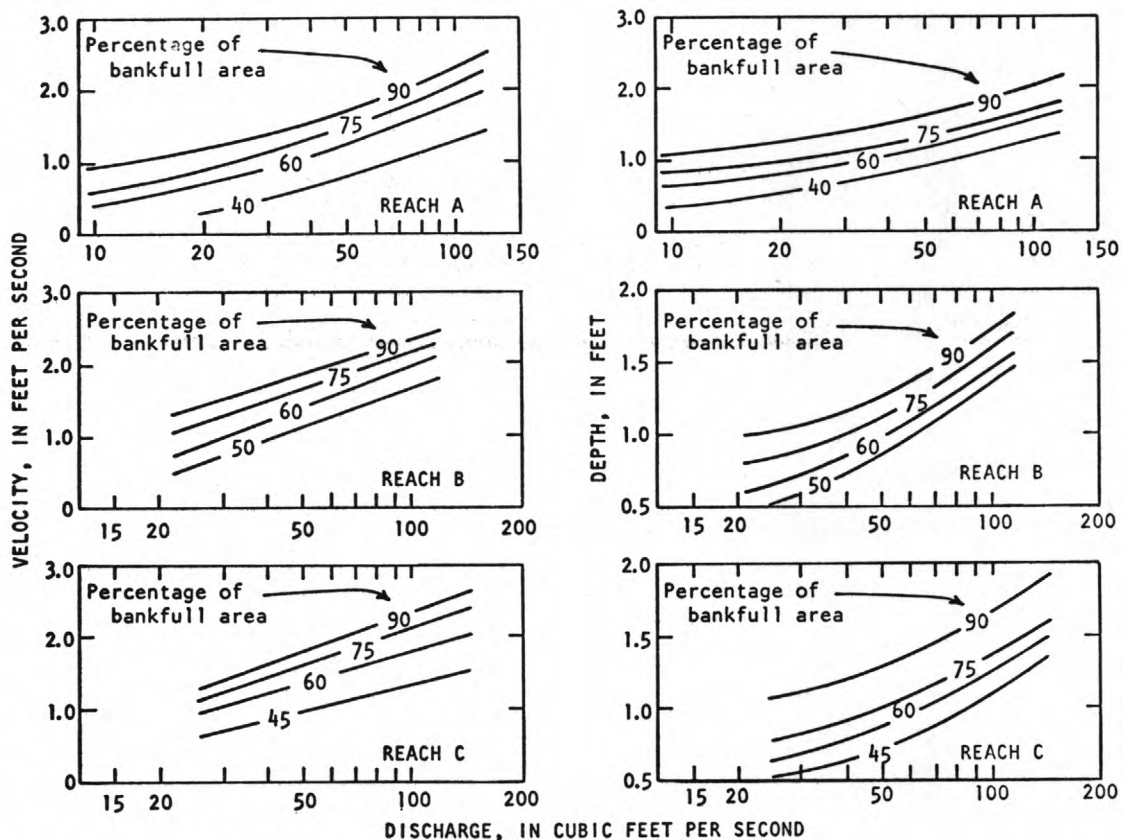 VELOCITY, IN FEET PER SECOND
3.0
2.0
1.0
0
Percentage of
bankfull area
90
75
60
40
REACH A
10 20 50 100 150
3.0
2.0
1.0
0
Percentage of
bankfull area
90
75
60
50
REACH B
15 20 50 100 200
3.0
2.0
1.0
0
Percentage of
bankfull area
90
75
60
45
REACH C
15 20 50 100 200
DEPTH, IN FEET
3.0
2.0
1.0
0
Percentage of
bankfull area
90
75
60
40
REACH A
10 20 50 100 150
2.0
1.5
1.0
0.5
Percentage of
bankfull area
90
75
60
50
REACH B
15 20 50 100 200
2.0
1.5
1.0
0.5
Percentage of
bankfull area
90
75
60
45
REACH C
15 20 50 100 200
DISCHARGE, IN CUBIC FEET PER SECOND